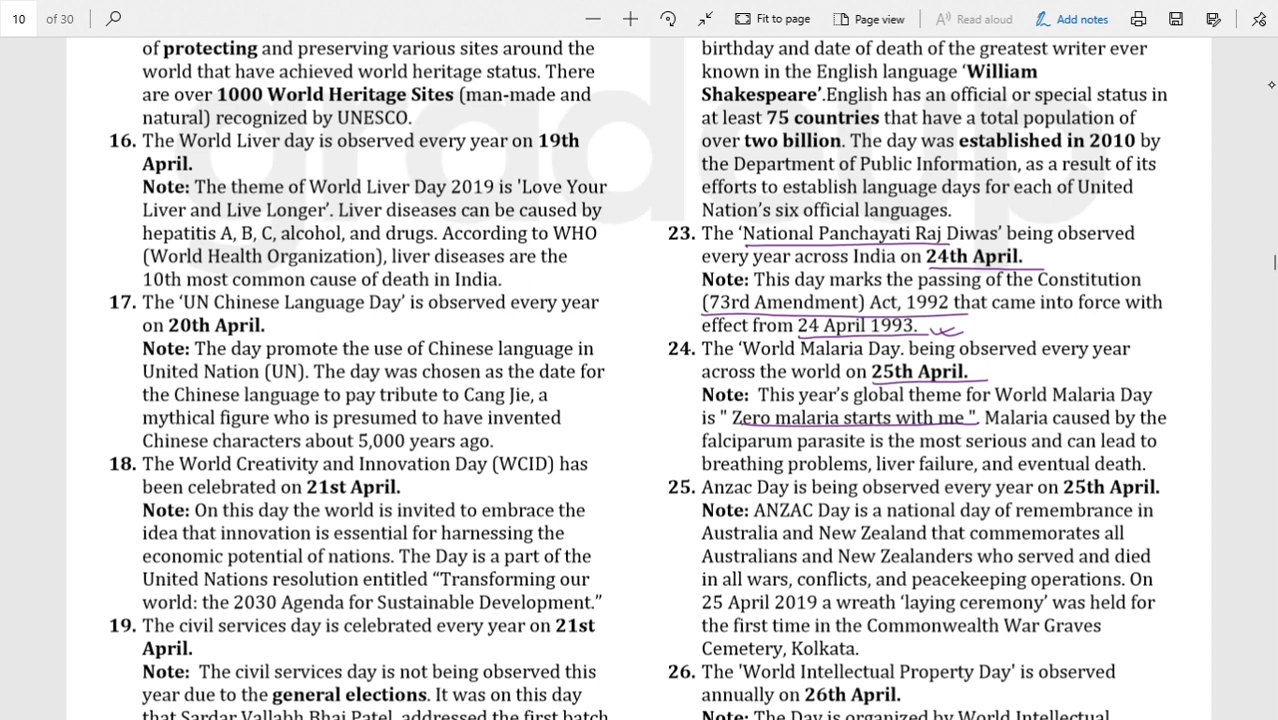 10 of 30 Fit to page Page view Read aloud Add notes
of protecting and preserving various sites around the
world that have achieved world heritage status. There
are over 1000 World Heritage Sites (man-made and
natural) recognized by UNESCO.
16. The World Liver day is observed every year on 19th
April.
Note: The theme of World Liver Day 2019 is 'Love Your
Liver and Live Longer’. Liver diseases can be caused by
hepatitis A, B, C, alcohol, and drugs. According to WHO
(World Health Organization), liver diseases are the
10th most common cause of death in India.
17. The ‘UN Chinese Language Day’ is observed every year
on 20th April.
Note: The day promote the use of Chinese language in
United Nation (UN). The day was chosen as the date for
the Chinese language to pay tribute to Cang Jie, a
mythical figure who is presumed to have invented
Chinese characters about 5,000 years ago.
18. The World Creativity and Innovation Day (WCID) has
been celebrated on 21st April.
Note: On this day the world is invited to embrace the
idea that innovation is essential for harnessing the
economic potential of nations. The Day is a part of the
United Nations resolution entitled “Transforming our
world: the 2030 Agenda for Sustainable Development.”
19. The civil services day is celebrated every year on 21st
April.
Note: The civil services day is not being observed this
year due to the general elections. It was on this day
that Sardar Vallabh Bhai Patel, addressed the first batch
birthday and date of death of the greatest writer ever
known in the English language ‘William
Shakespeare’.English has an official or special status in
at least 75 countries that have a total population of
over two billion. The day was established in 2010 by
the Department of Public Information, as a result of its
efforts to establish language days for each of United
Nation’s six official languages.
23. The ‘National Panchayati Raj Diwas’ being observed
every year across India on 24th April.
Note: This day marks the passing of the Constitution
(73rd Amendment) Act, 1992 that came into force with
effect from 24 April 1993.
24. The ‘World Malaria Day. being observed every year
across the world on 25th April.
Note: This year’s global theme for World Malaria Day
is " Zero malaria starts with me ". Malaria caused by the
falciparum parasite is the most serious and can lead to
breathing problems, liver failure, and eventual death.
25. Anzac Day is being observed every year on 25th April.
Note: ANZAC Day is a national day of remembrance in
Australia and New Zealand that commemorates all
Australians and New Zealanders who served and died
in all wars, conflicts, and peacekeeping operations. On
25 April 2019 a wreath ‘laying ceremony’ was held for
the first time in the Commonwealth War Graves
Cemetery, Kolkata.
26. The 'World Intellectual Property Day' is observed
annually on 26th April.
Note: The Day is organized by World Intellectual
gradeup